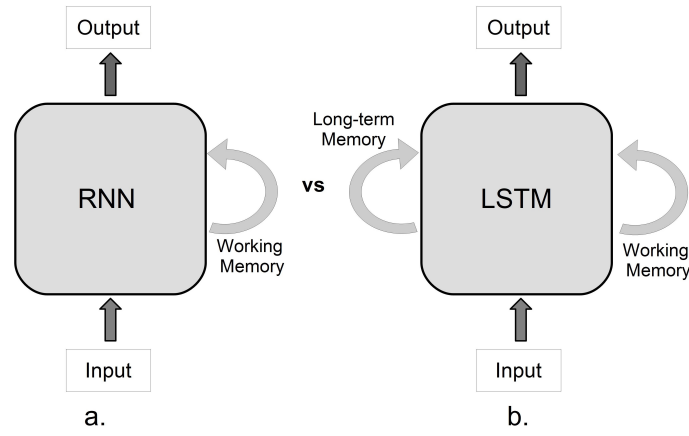 Output
RNN
Working
Memory
Input
a.
vs
Output
Long-term
Memory
LSTM
Working
Memory
Input
b.